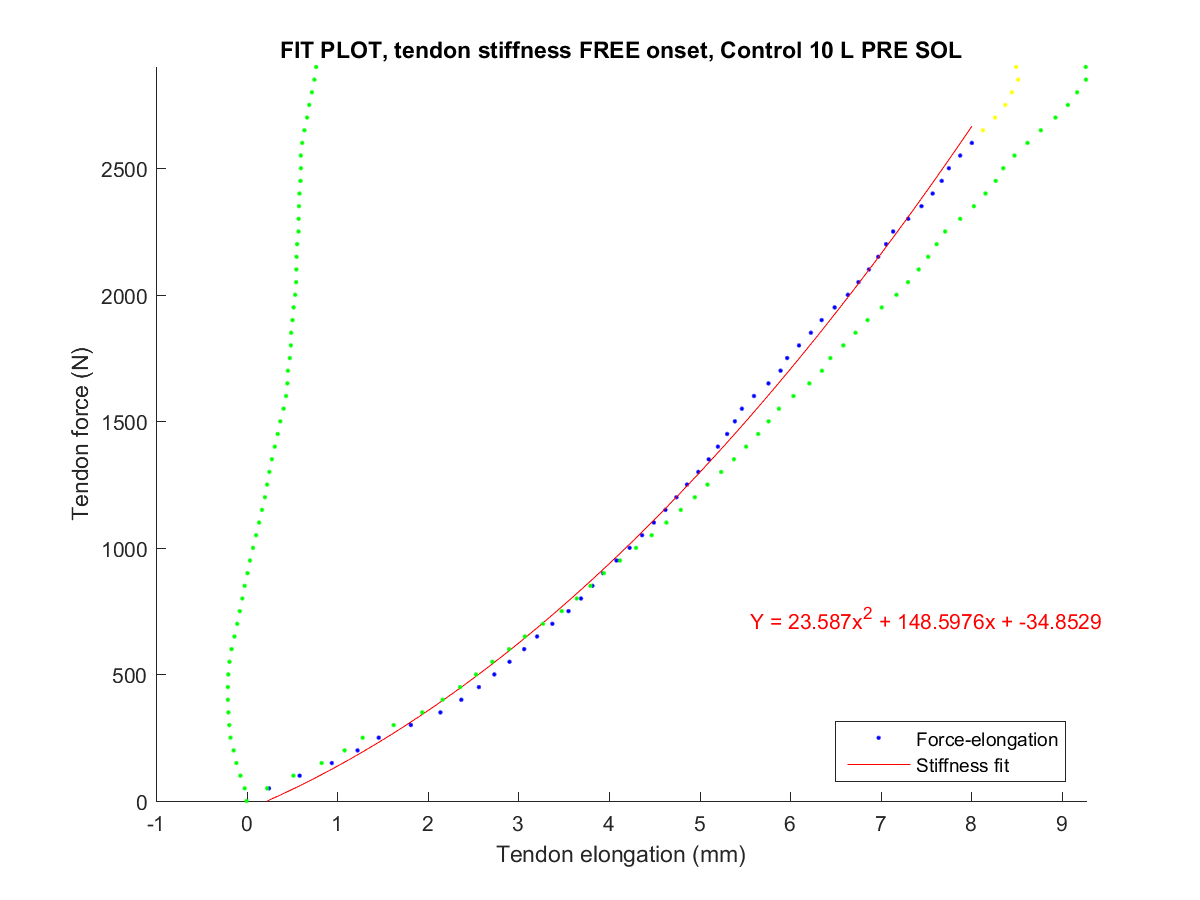 FIT PLOT, tendon stiffness FREE onset, Control 10 L PRE SOL
Tendon force (N)
2500
2000
1500
1000
500
0
Y = 23.587x² + 148.5976x + -34.8529
Force-elongation
Stiffness fit
-1 0 1 2 3 4 5 6 7 8 9
Tendon elongation (mm)